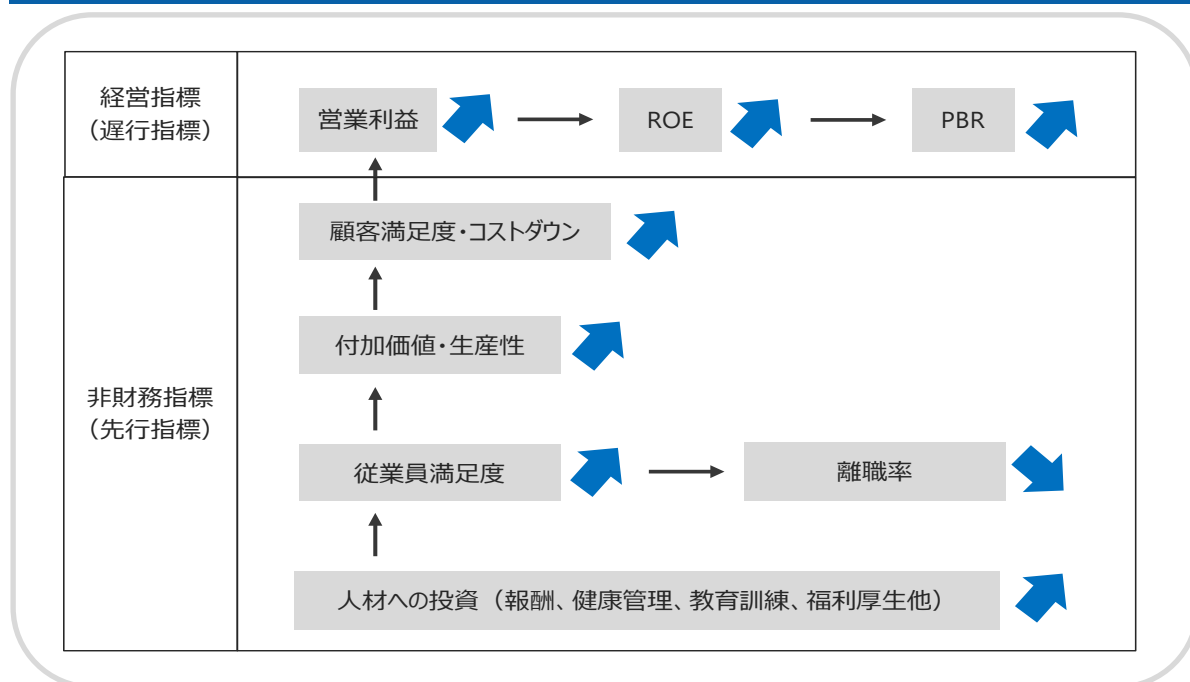 経営指標
（遅行指標）
営業利益
ROE
PBR
顧客満足度・コストダウン
付加価値・生産性
非財務指標
（先行指標）
従業員満足度
離職率
人材への投資（報酬、健康管理、教育訓練、福利厚生他）